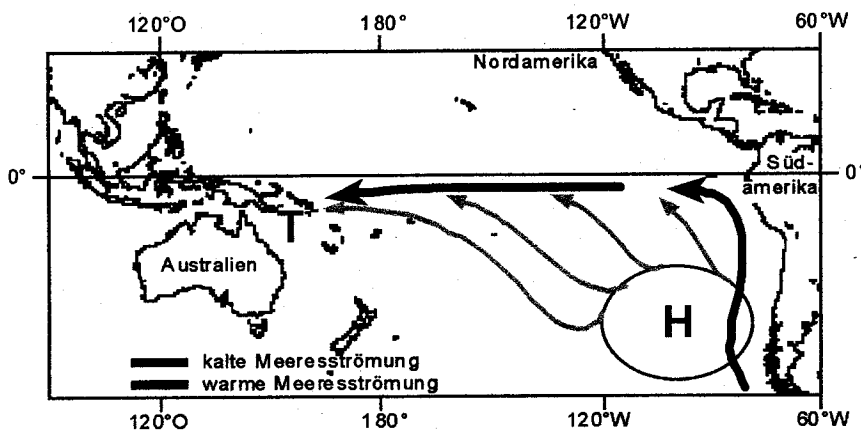 120°O 180° 120°W 60°W
Nordamerika
0° Süd- 0°
amerika
T
Australien
H
kalte Meeresströmung
warme Meeresströmung
120°O 180° 120°W 60°W